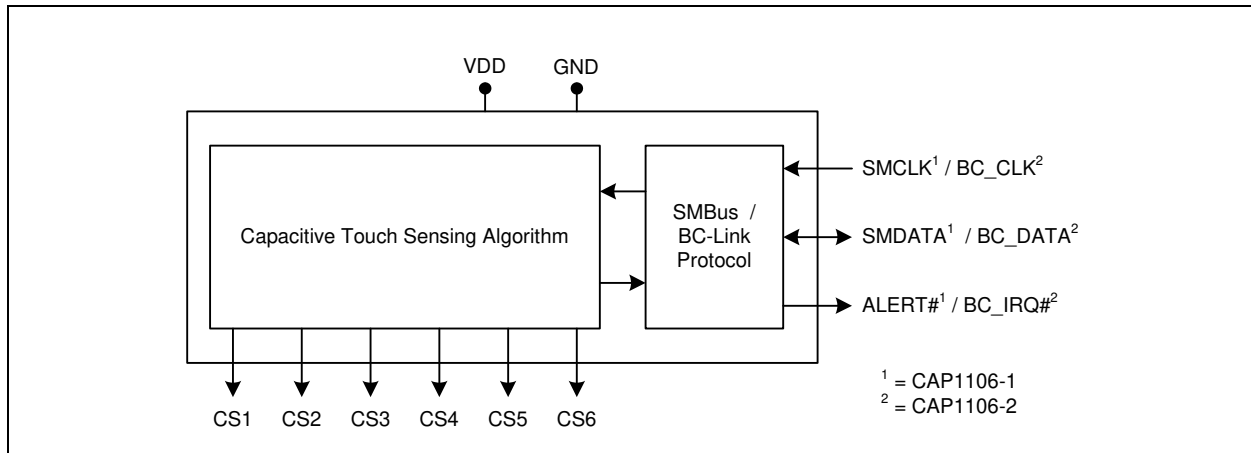 VDD GND
Capacitive Touch Sensing Algorithm
SMBus /
BC-Link
Protocol
SMCLK¹ / BC_CLK²
SMDATA¹ / BC_DATA²
ALERT#¹ / BC_IRQ#²
CS1 CS2 CS3 CS4 CS5 CS6
¹ = CAP1106-1
² = CAP1106-2